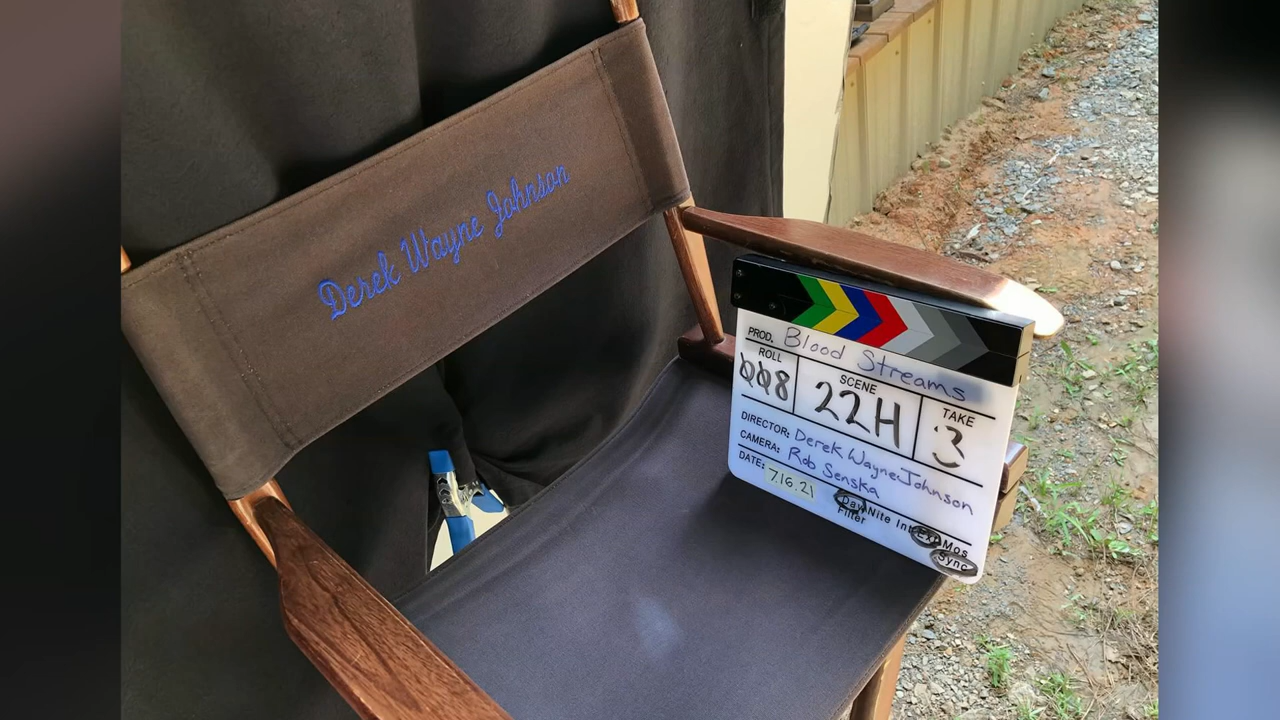 Derek Wayne Johnson
PROD. Blood Streams
ROLL SCENE TAKE
008 22H 3
DIRECTOR: Derek Wayne Johnson
CAMERA: Rob Senska
DATE: 7.16.21 Day Nite Int Ext Mos
Filter Sync